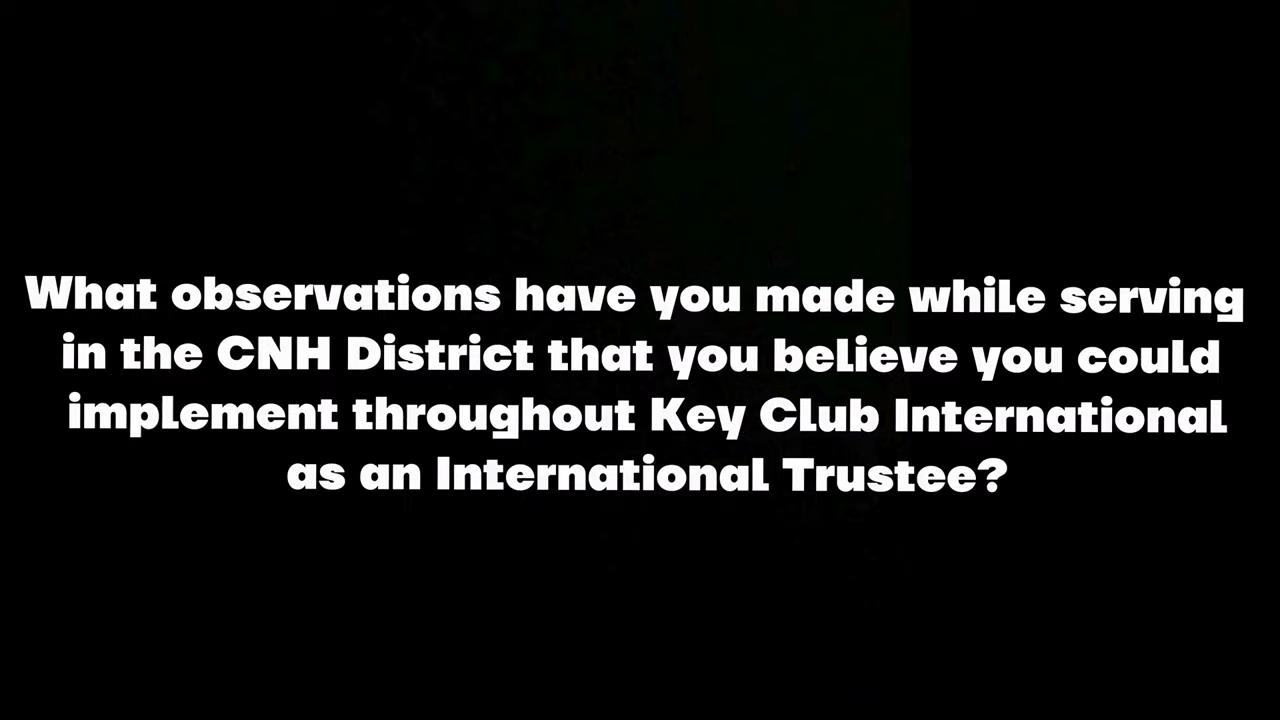 What observations have you made while serving
in the CNH District that you believe you could
implement throughout Key Club International
as an International Trustee?